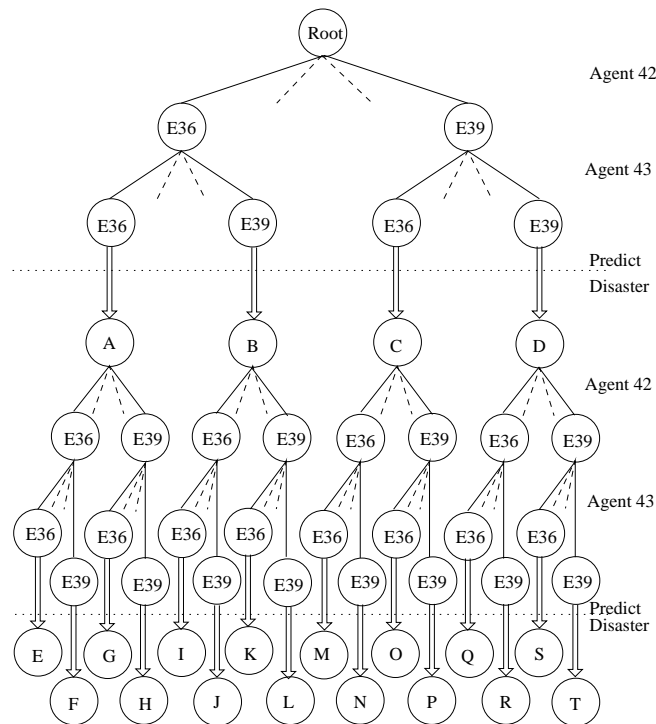 Root
Agent 42
E36 E39
Agent 43
E36 E39 E36 E39
Predict
Disaster
A B C D
Agent 42
E36 E39 E36 E39 E36 E39 E36 E39
Agent 43
E36 E36 E36 E36 E36 E36 E36 E36
E39 E39 E39 E39 E39 E39 E39 E39
Predict
Disaster
E G I K M O Q S
F H J L N P R T